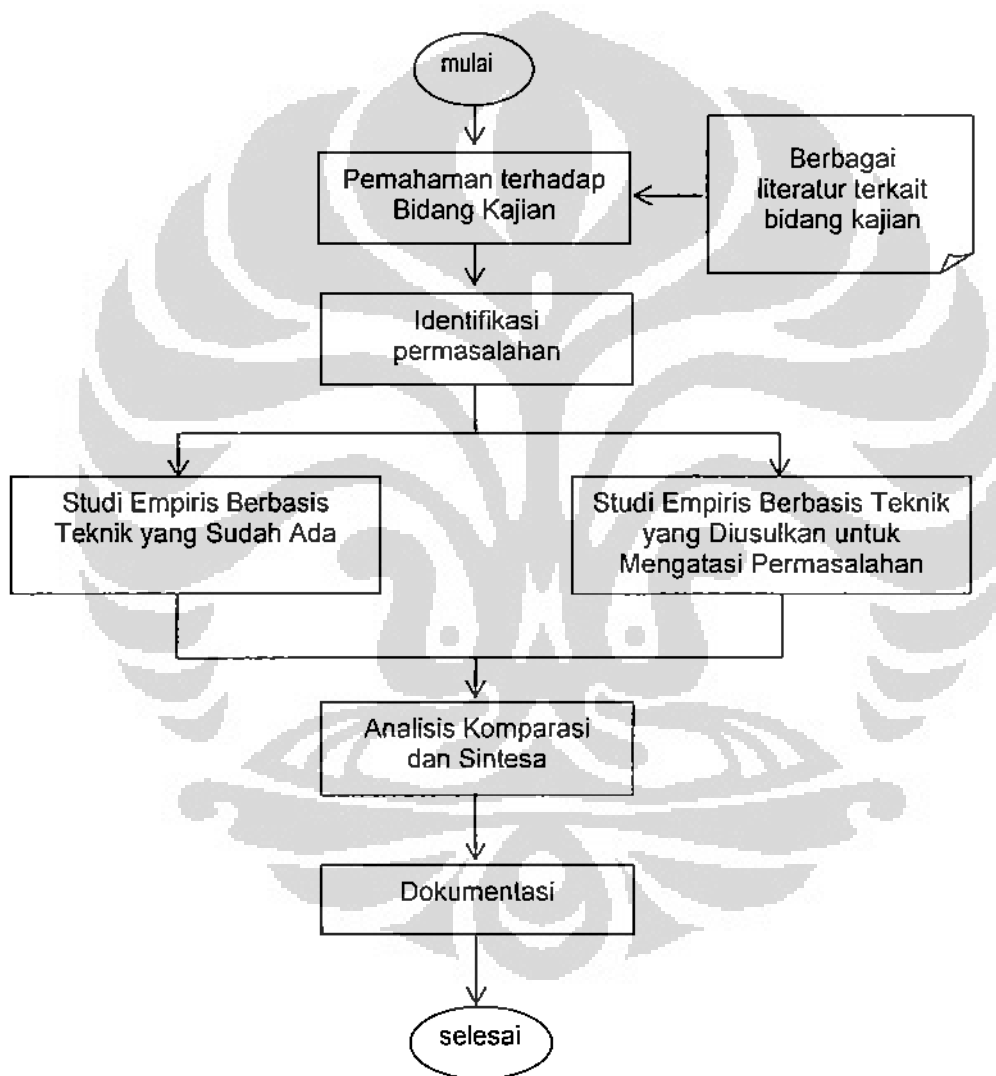 mulai
Pemahaman terhadap
Bidang Kajian
Berbagai
literatur terkait
bidang kajian
Identifikasi
permasalahan
Studi Empiris Berbasis
Teknik yang Sudah Ada
Studi Empiris Berbasis Teknik
yang Diusulkan untuk
Mengatasi Permasalahan
Analisis Komparasi
dan Sintesa
Dokumentasi
selesai